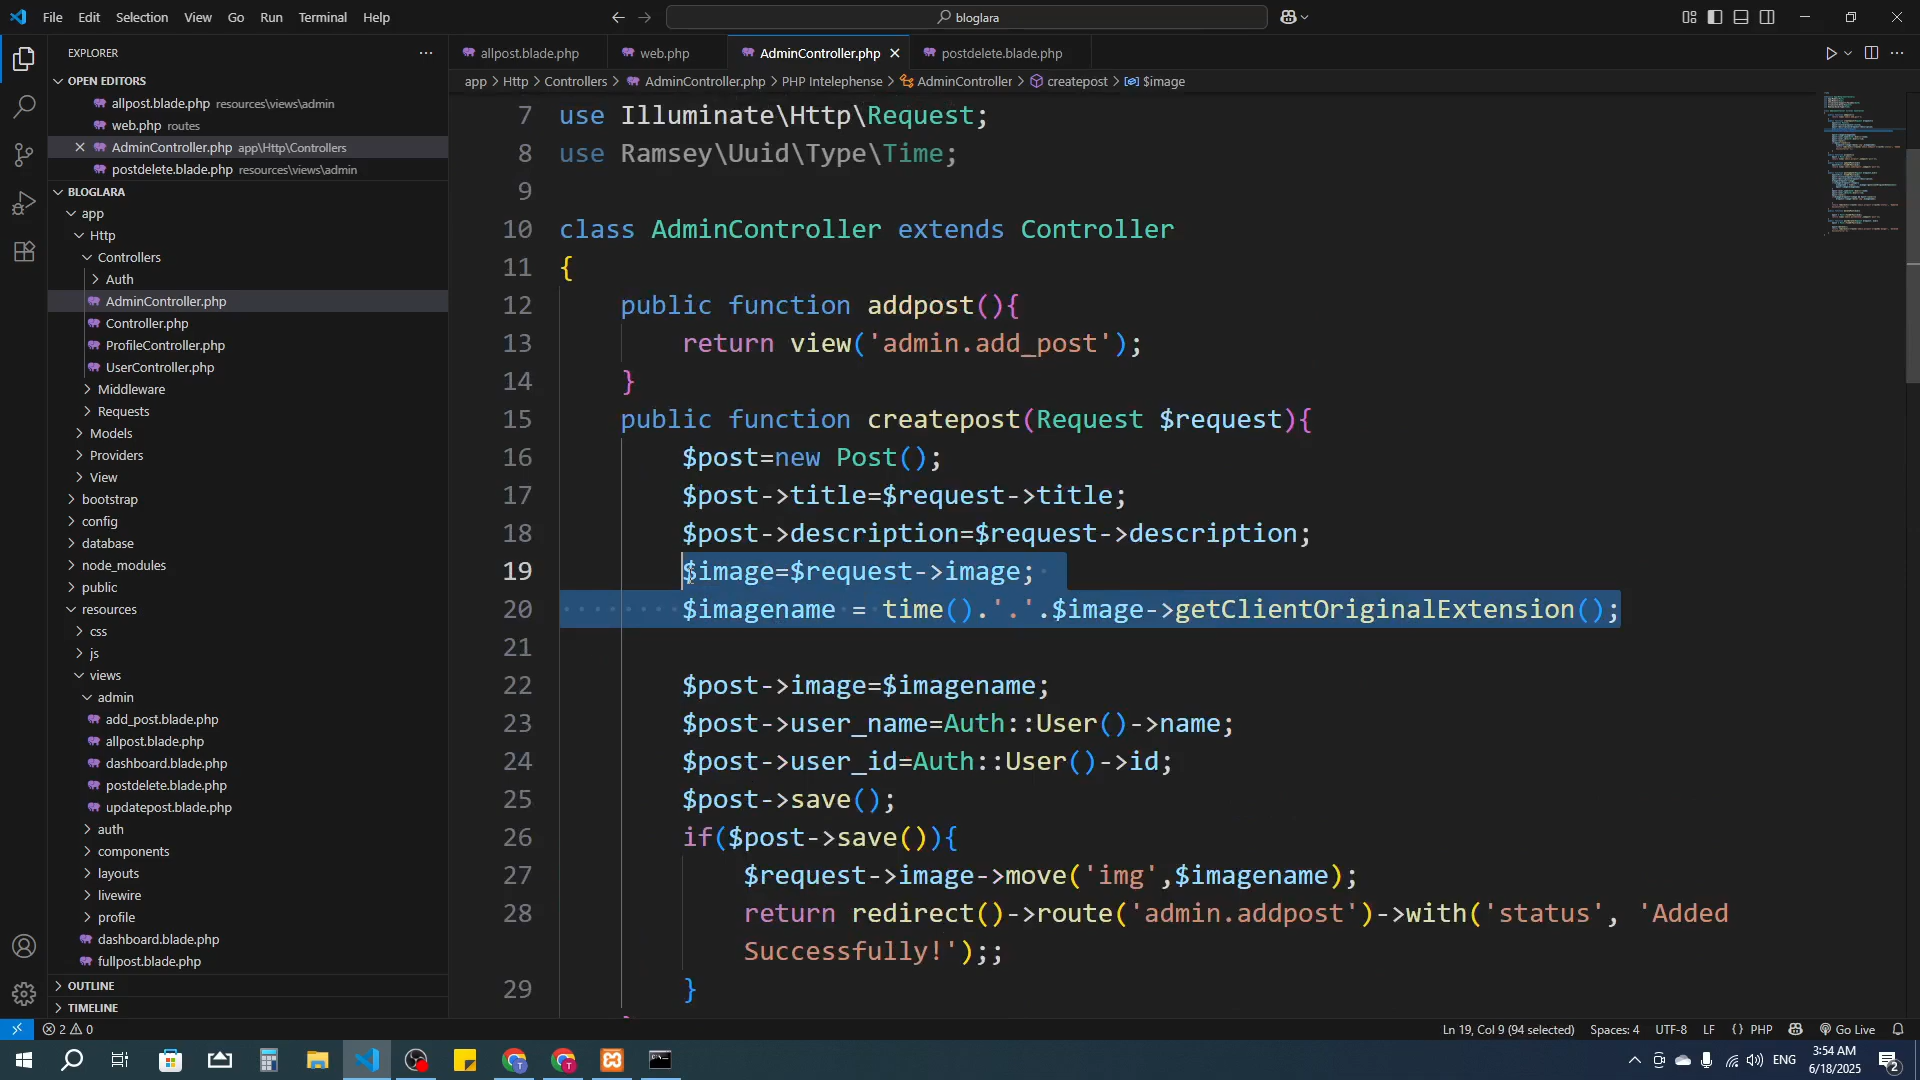 File Edit Selection View Go Run Terminal Help
bloglara
EXPLORER
OPEN EDITORS
allpost.blade.php resources\views\admin
web.php routes
AdminController.php app\Http\Controllers
postdelete.blade.php resources\views\admin
BLOGLARA
app
Http
Controllers
Auth
AdminController.php
Controller.php
ProfileController.php
UserController.php
Middleware
Requests
Models
Providers
View
bootstrap
config
database
node_modules
public
resources
css
js
views
admin
add_post.blade.php
allpost.blade.php
dashboard.blade.php
postdelete.blade.php
updatepost.blade.php
auth
components
layouts
livewire
profile
dashboard.blade.php
fullpost.blade.php
OUTLINE
TIMELINE
allpost.blade.php web.php AdminController.php postdelete.blade.php
app > Http > Controllers > AdminController.php > PHP Intelephense > AdminController > createpost > $image
7 use Illuminate\Http\Request;
8 use Ramsey\Uuid\Type\Time;
9
10 class AdminController extends Controller
11 {
12 public function addpost(){
13 return view('admin.add_post');
14 }
15 public function createpost(Request $request){
16 $post=new Post();
17 $post->title=$request->title;
18 $post->description=$request->description;
19 $image=$request->image;
20 $imagename = time().'.'.$image->getClientOriginalExtension();
21
22 $post->image=$imagename;
23 $post->user_name=Auth::User()->name;
24 $post->user_id=Auth::User()->id;
25 $post->save();
26 if($post->save()){
27 $request->image->move('img',$imagename);
28 return redirect()->route('admin.addpost')->with('status', 'Added
Successfully!');;
29 }
2 0
Ln 19, Col 9 (94 selected) Spaces: 4 UTF-8 LF { } PHP Go Live
ENG
3:54 AM
6/18/2025
2